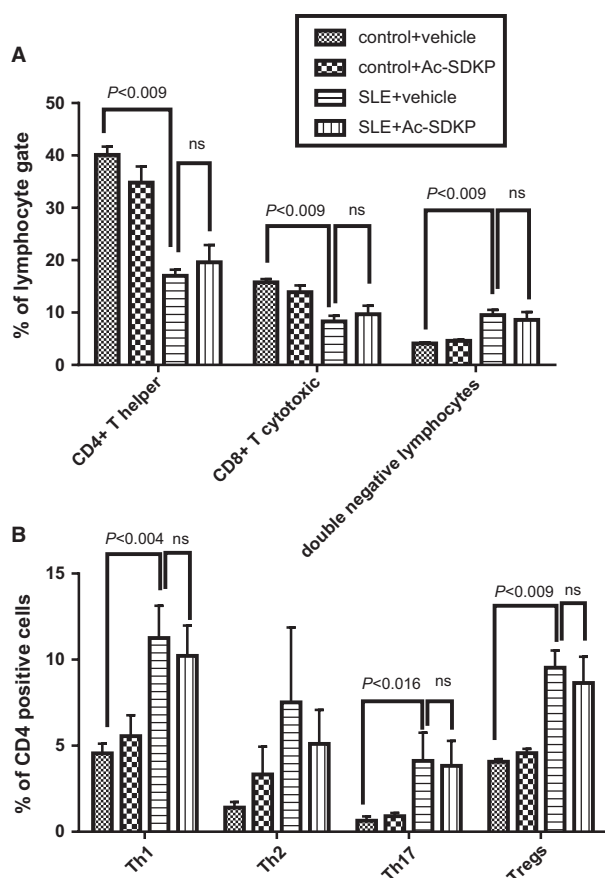 control+vehicle
control+Ac-SDKP
SLE+vehicle
SLE+Ac-SDKP
A
P<0.009
ns
P<0.009
ns
P<0.009
ns
% of lymphocyte gate
50
40
30
20
10
0
CD4+ T helper
CD8+ T cytotoxic
double negative lymphocytes
B
P<0.004
ns
P<0.016
ns
P<0.009
ns
% of CD4 positive cells
15
10
5
0
Th1
Th2
Th17
Tregs